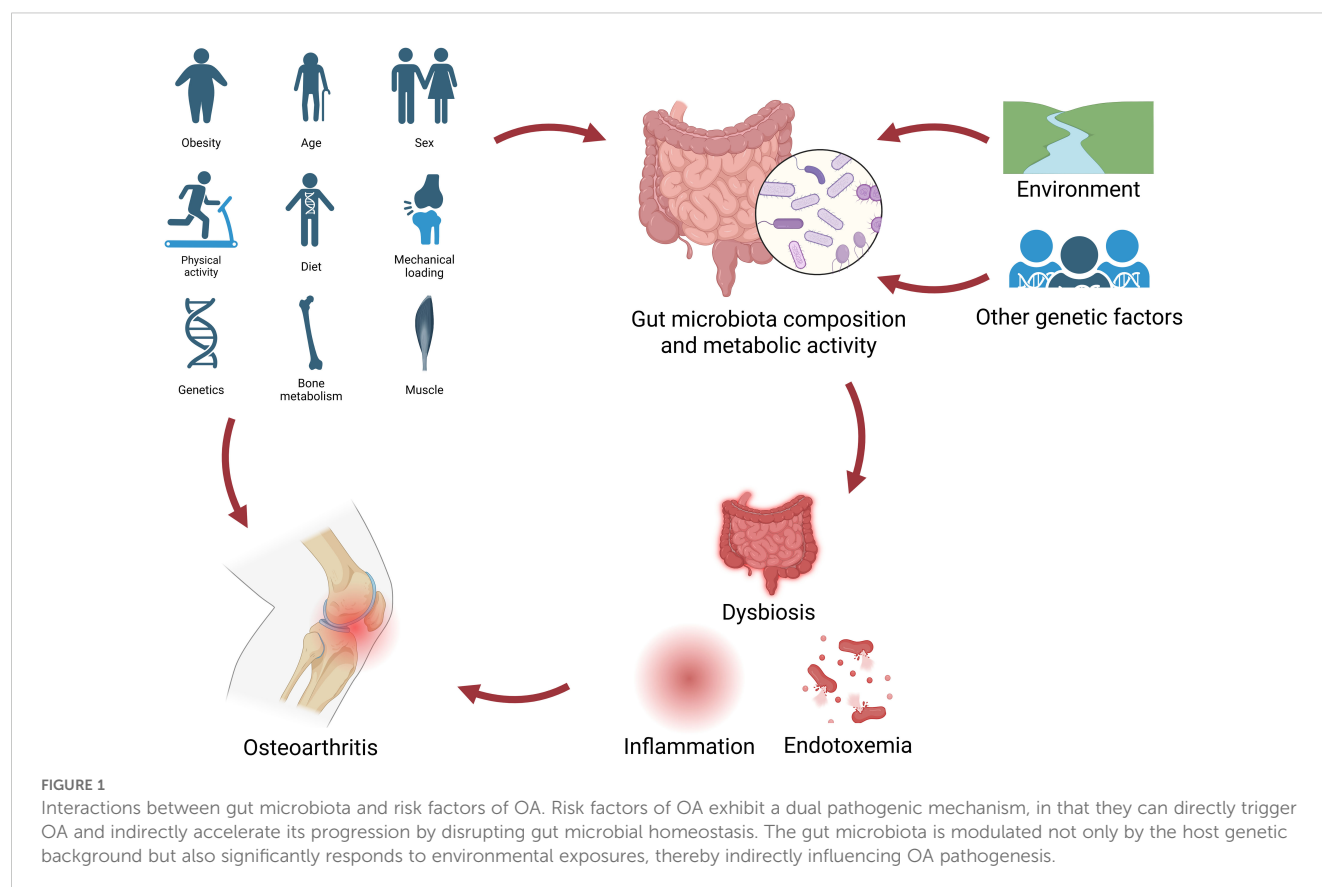 Obesity
Age
Sex
Physical
activity
Diet
Mechanical
loading
Genetics
Bone
metabolism
Muscle
Gut microbiota composition
and metabolic activity
Environment
Other genetic factors
Dysbiosis
Inflammation
Endotoxemia
Osteoarthritis
FIGURE 1
Interactions between gut microbiota and risk factors of OA. Risk factors of OA exhibit a dual pathogenic mechanism, in that they can directly trigger
OA and indirectly accelerate its progression by disrupting gut microbial homeostasis. The gut microbiota is modulated not only by the host genetic
background but also significantly responds to environmental exposures, thereby indirectly influencing OA pathogenesis.